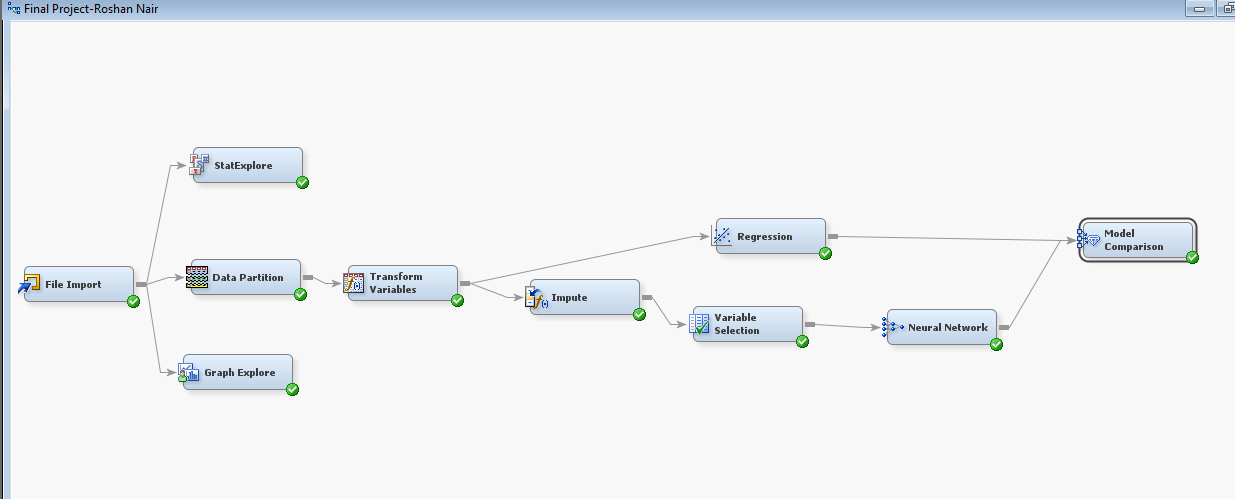 Final Project-Roshan Nair
StatExplore
File Import
Data Partition
Transform
Variables
Graph Explore
Impute
Regression
Variable
Selection
Neural Network
Model
Comparison